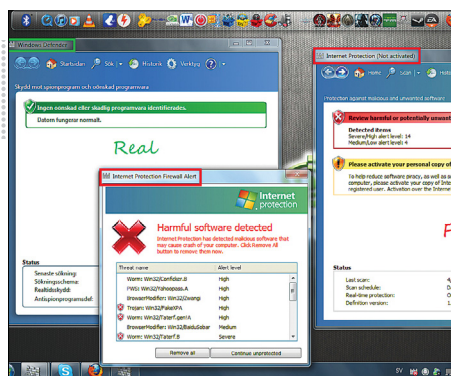 Windows Defender
Startsidan
Sök
Historik
Verktyg
Skydd mot spionprogram och oönskad programvara
Ingen oönskad eller skadlig programvara identifierades.
Datorn fungerar normalt.
Real
Status
Senaste sökning:
Sökningsschema:
Realtidsskydd:
Antispionprogramsdef:
Internet Protection Firewall Alert
Internet
protection
Harmful software detected
Internet Protection has detected malicious software that
may cause crash of your computer. Click Remove All
button to remove them now.
Threat name Alert level
Worm: Win32/Conficker.B High
PWS: Win32/Yahoopass.A High
BrowserModifier: Win32/Zwangi High
Trojan: Win32/FakeXPA High
Worm: Win32/Taterf.gen!A High
BrowserModifier: Win32/BaiduSobar Medium
Worm: Win32/Taterf.B Severe
Remove all
Continue unprotected
Internet Protection (Not activated)
Home
Scan
Protection against malicious and unwanted software
Review harmful or potentially unwant
Detected items
Severe/High alert level: 14
Medium/Low alert level: 4
Please activate your personal copy of
To help reduce software piracy, as well as
computer, please activate your copy of Inte
registered user. Activation over the Internet
F
Status
Last scan:
Scan schedule:
Real-time protection:
Definition version:
SV